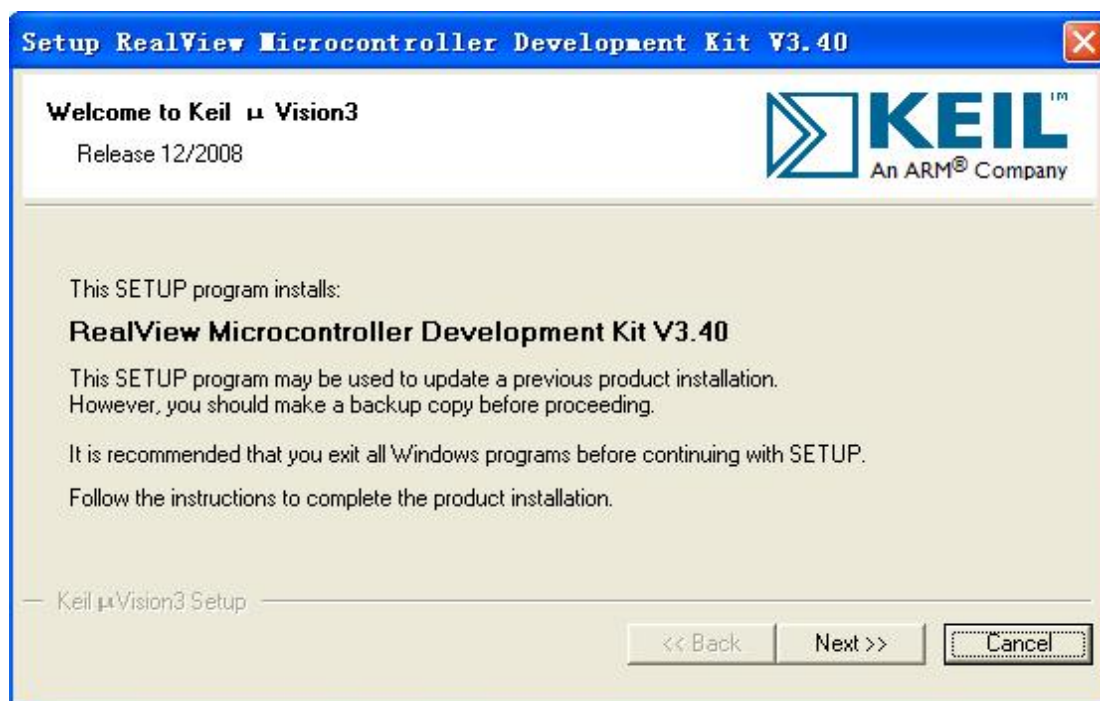 Setup RealView Microcontroller Development Kit V3.40
Welcome to Keil μ Vision3
Release 12/2008
KEIL™
An ARM® Company
This SETUP program installs:
RealView Microcontroller Development Kit V3.40
This SETUP program may be used to update a previous product installation.
However, you should make a backup copy before proceeding.
It is recommended that you exit all Windows programs before continuing with SETUP.
Follow the instructions to complete the product installation.
Keil μVision3 Setup
<< Back
Next >>
Cancel